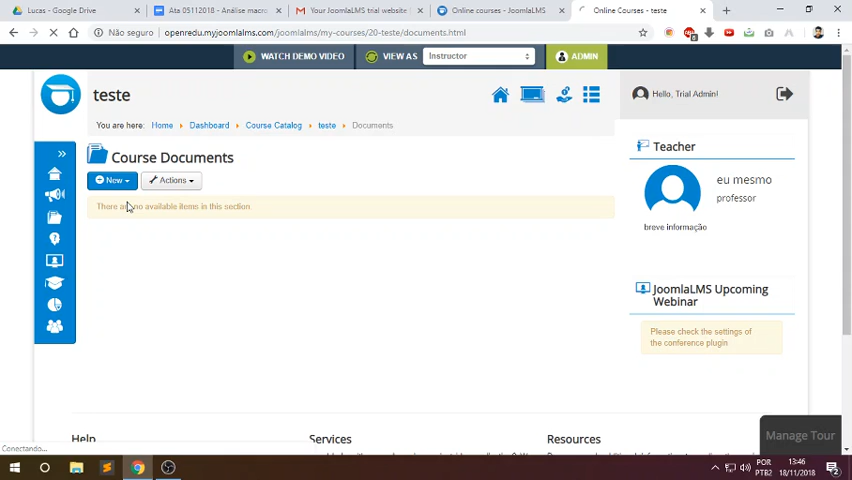 Lucas - Google Drive
Ata 05112018 - Análise macro
Your JoomlaLMS trial website
Online courses - JoomlaLMS
Online Courses - teste
Não seguro
openredu.myjoomlalms.com/joomlalms/my-courses/20-teste/documents.html
WATCH DEMO VIDEO
VIEW AS
Instructor
ADMIN
teste
Hello, Trial Admin!
You are here: Home Dashboard Course Catalog teste Documents
Course Documents
New
Actions
There are no available items in this section
Teacher
eu mesmo
professor
breve informação
JoomlaLMS Upcoming
Webinar
Please check the settings of
the conference plugin
Manage Tour
Help
Services
Resources
Conectando...
POR
PTB2
13:46
18/11/2018
2